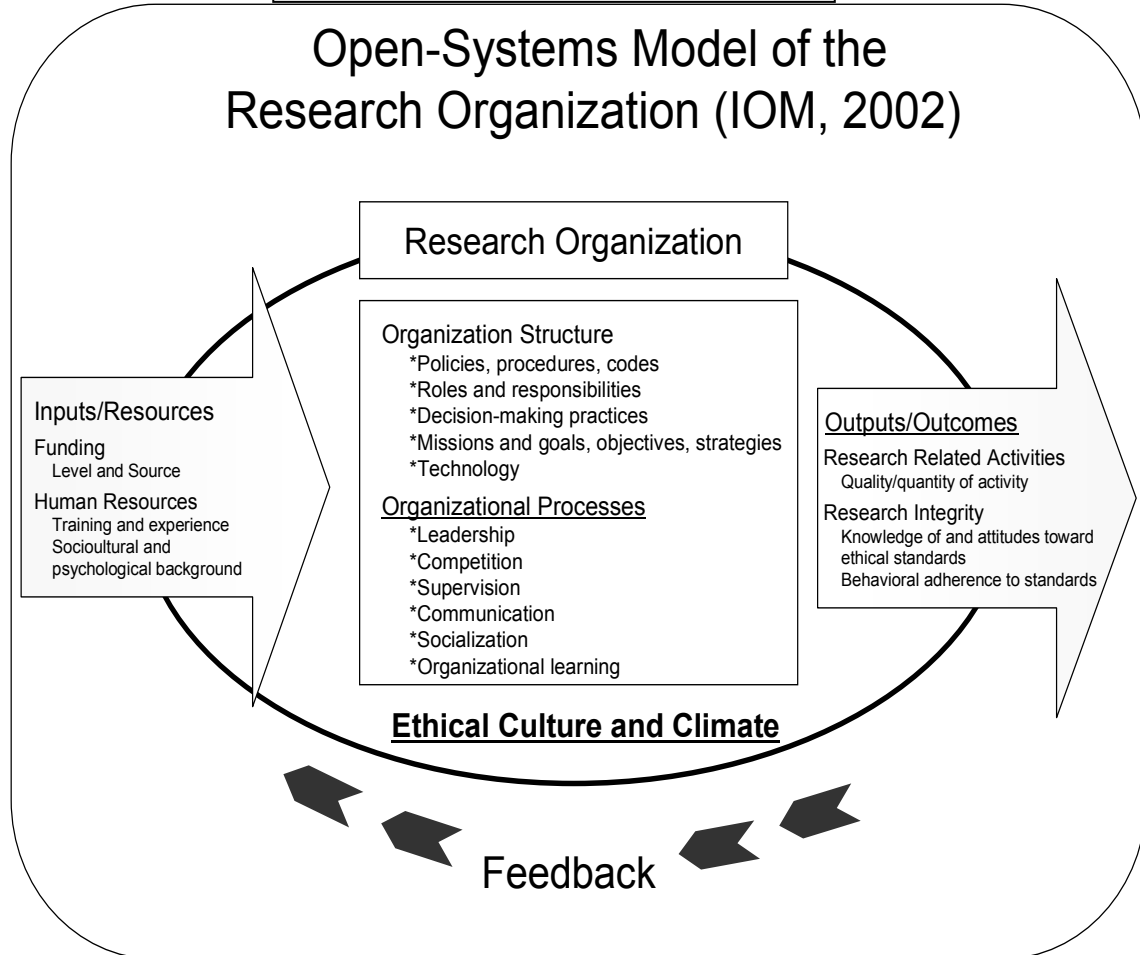 Open-Systems Model of the
Research Organization (IOM, 2002)
Research Organization
Inputs/Resources
Funding
Level and Source
Human Resources
Training and experience
Sociocultural and
psychological background
Organization Structure
*Policies, procedures, codes
*Roles and responsibilities
*Decision-making practices
*Missions and goals, objectives, strategies
*Technology
Organizational Processes
*Leadership
*Competition
*Supervision
*Communication
*Socialization
*Organizational learning
Ethical Culture and Climate
Outputs/Outcomes
Research Related Activities
Quality/quantity of activity
Research Integrity
Knowledge of and attitudes toward
ethical standards
Behavioral adherence to standards
Feedback